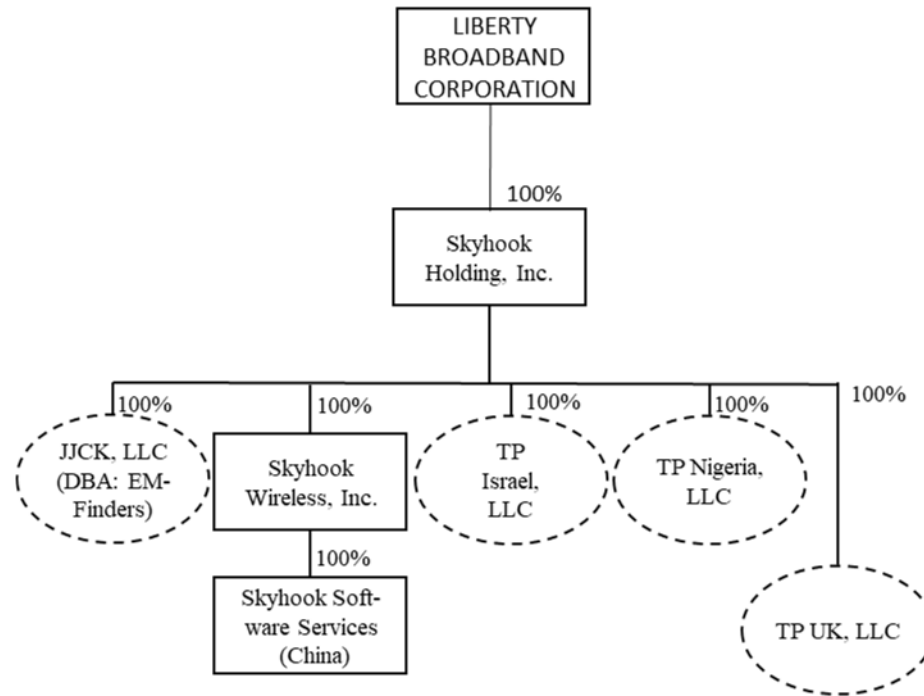 LIBERTY
BROADBAND
CORPORATION
100%
Skyhook
Holding, Inc.
100%
100%
100%
100%
100%
JJCK, LLC
(DBA: EM-
Finders)
Skyhook
Wireless, Inc.
TP
Israel,
LLC
TP Nigeria,
LLC
100%
Skyhook Soft-
ware Services
(China)
TP UK, LLC